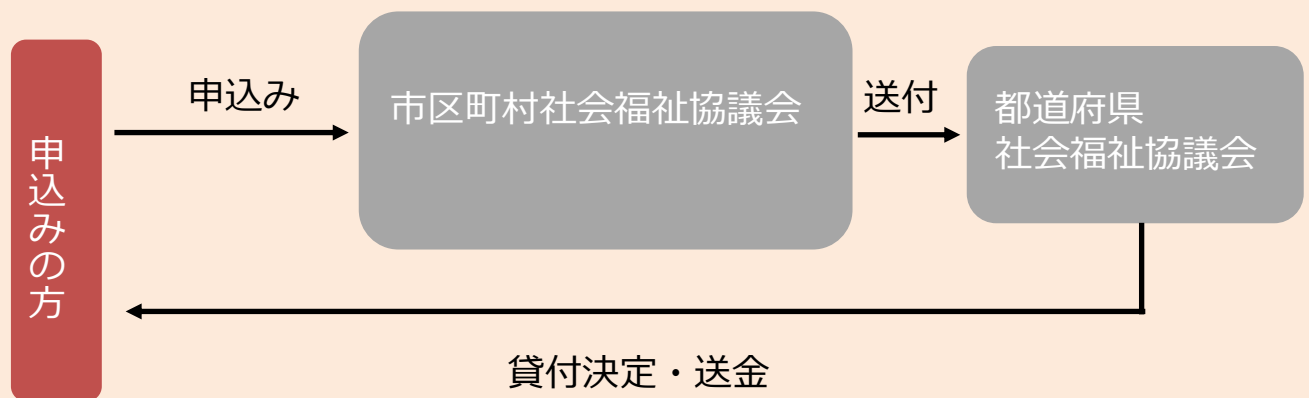 申込みの方
申込み
市区町村社会福祉協議会
送付
都道府県
社会福祉協議会
貸付決定・送金